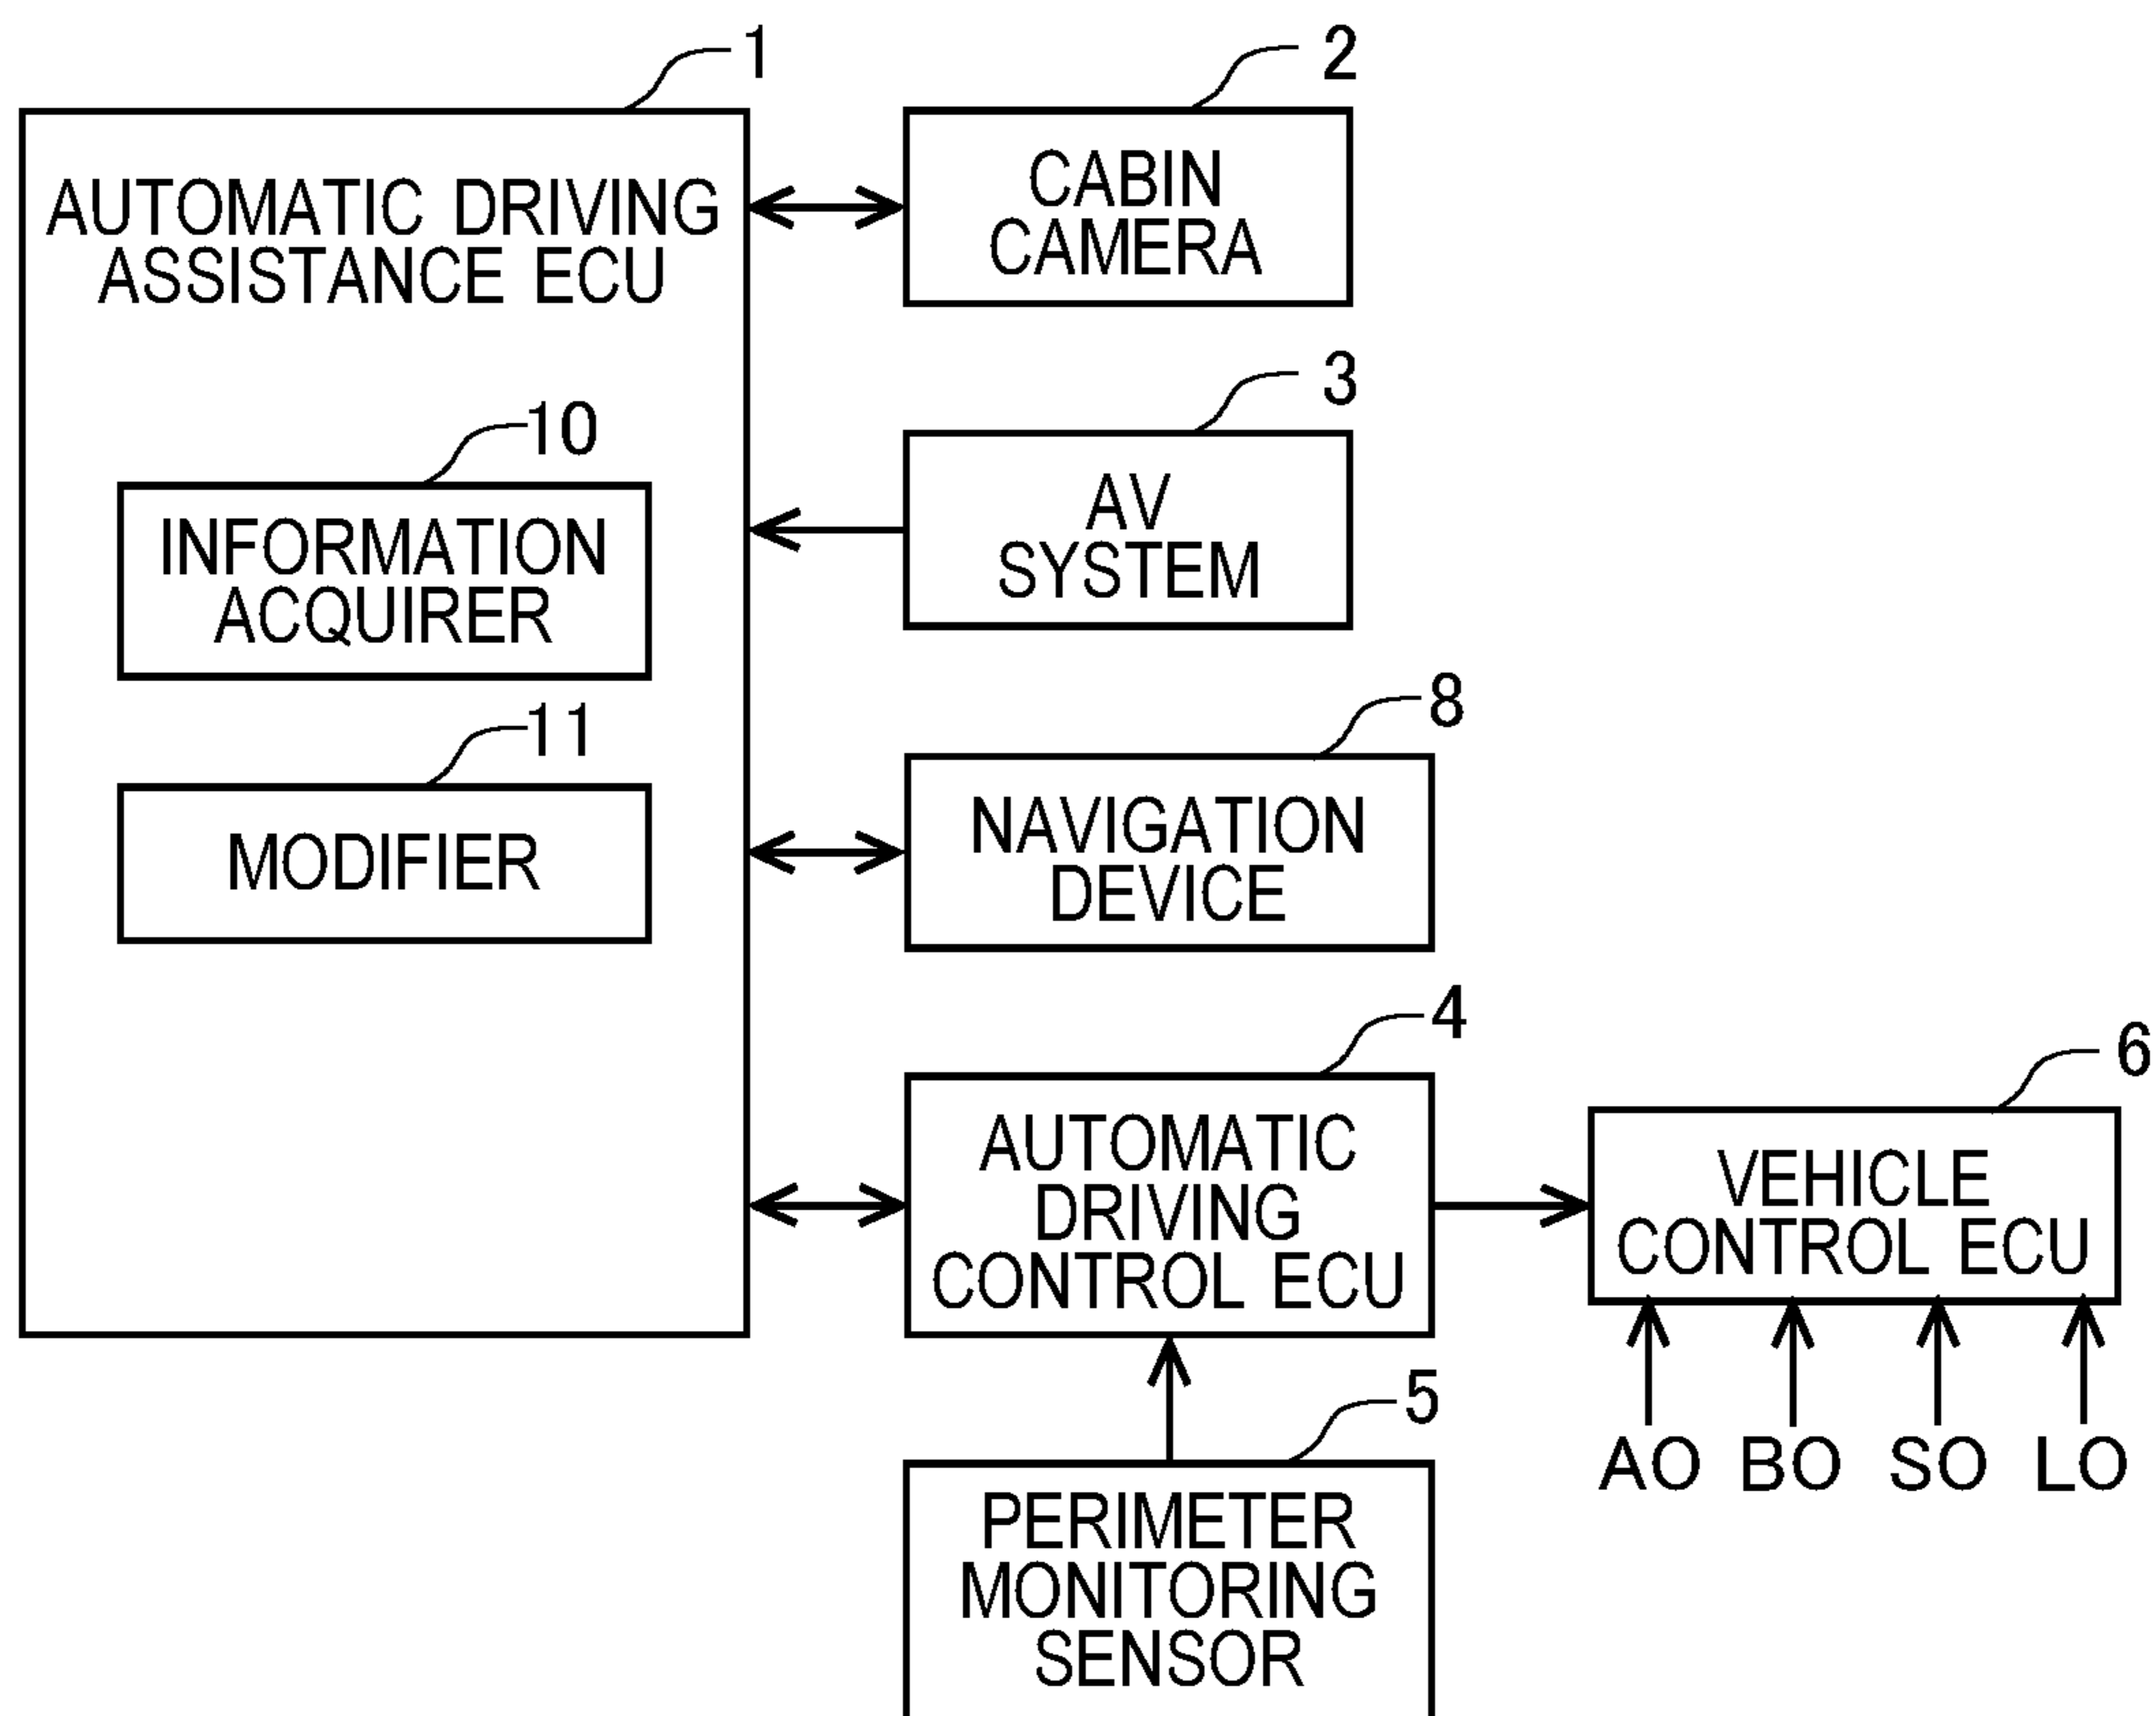 1
AUTOMATIC DRIVING
ASSISTANCE ECU
10
INFORMATION
ACQUIRER
11
MODIFIER
2
CABIN
CAMERA
3
AV
SYSTEM
8
NAVIGATION
DEVICE
4
AUTOMATIC
DRIVING
CONTROL ECU
6
VEHICLE
CONTROL ECU
AO BO SO LO
5
PERIMETER
MONITORING
SENSOR